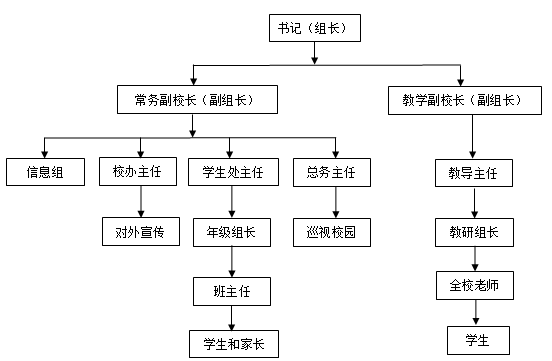 书记（组长）
常务副校长（副组长）
教学副校长（副组长）
信息组
校办主任
学生处主任
总务主任
教导主任
对外宣传
年级组长
巡视校园
教研组长
班主任
全校老师
学生和家长
学生